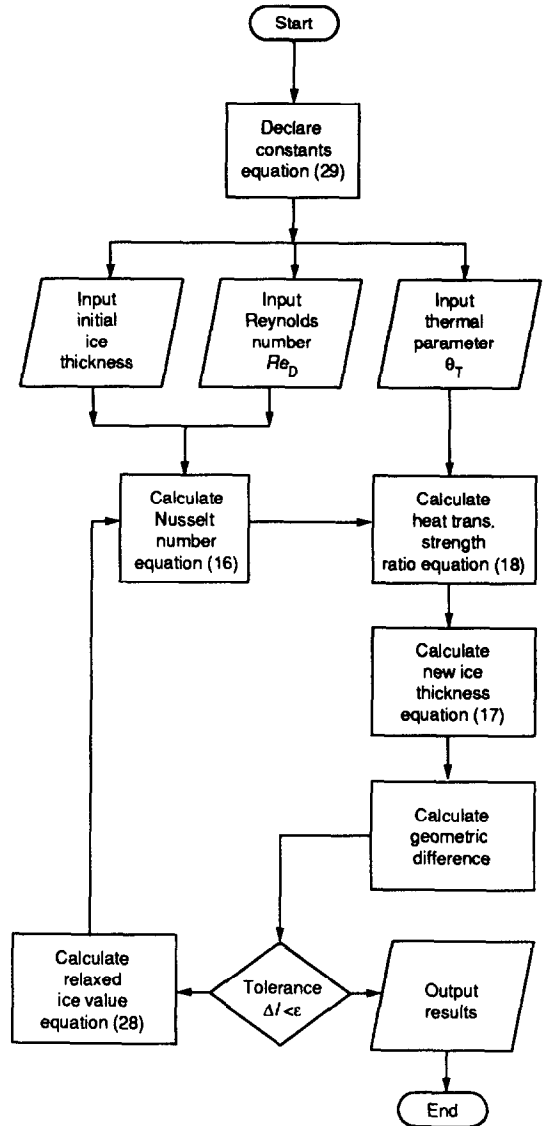 Start
Declare
constants
equation (29)
Input
initial
ice
thickness
Input
Reynolds
number
Re_D
Input
thermal
parameter
θ_T
Calculate
Nusselt
number
equation (16)
Calculate
heat trans.
strength
ratio equation (18)
Calculate
new ice
thickness
equation (17)
Calculate
geometric
difference
Calculate
relaxed
ice value
equation (28)
Tolerance
Δl<ε
Output
results
End